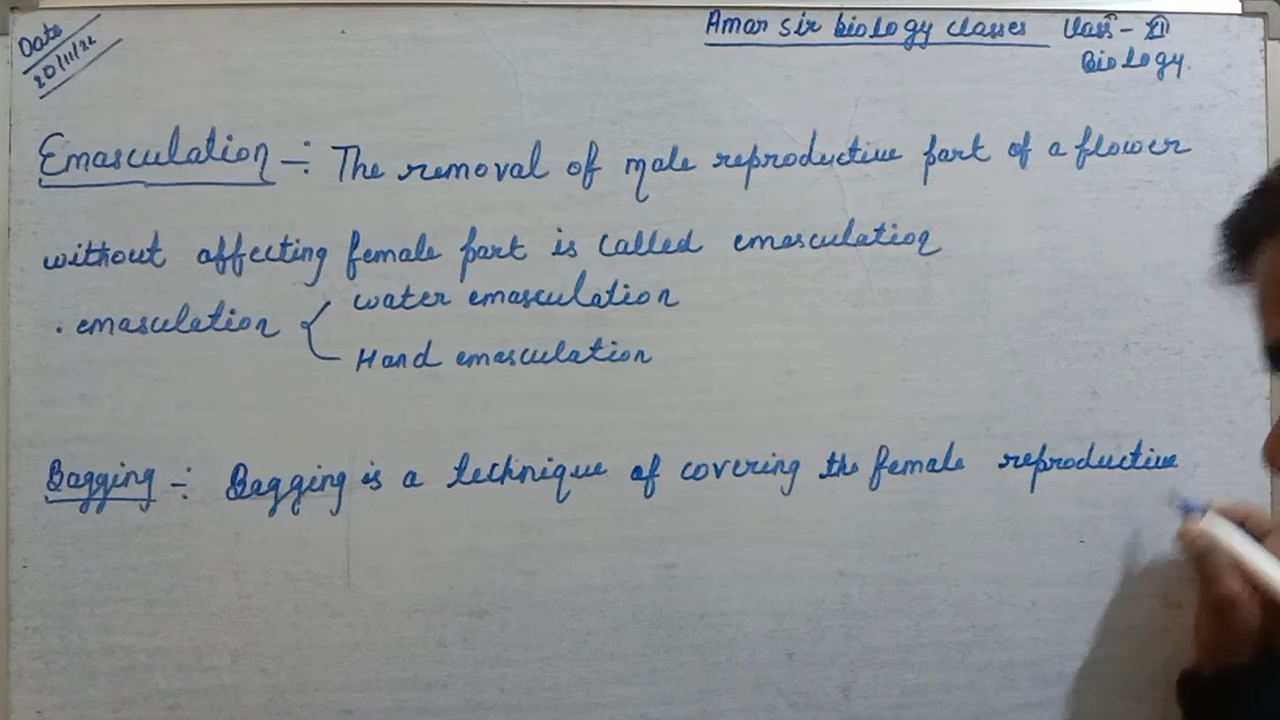 Date
20/11/22
Amar sir biology classes Class - XII
Biology.
Emasculation -: The removal of male reproductive part of a flower
without affecting female part is called emasculation
. emasculation { water emasculation
Hand emasculation
Bagging -: Bagging is a technique of covering the female reproductive